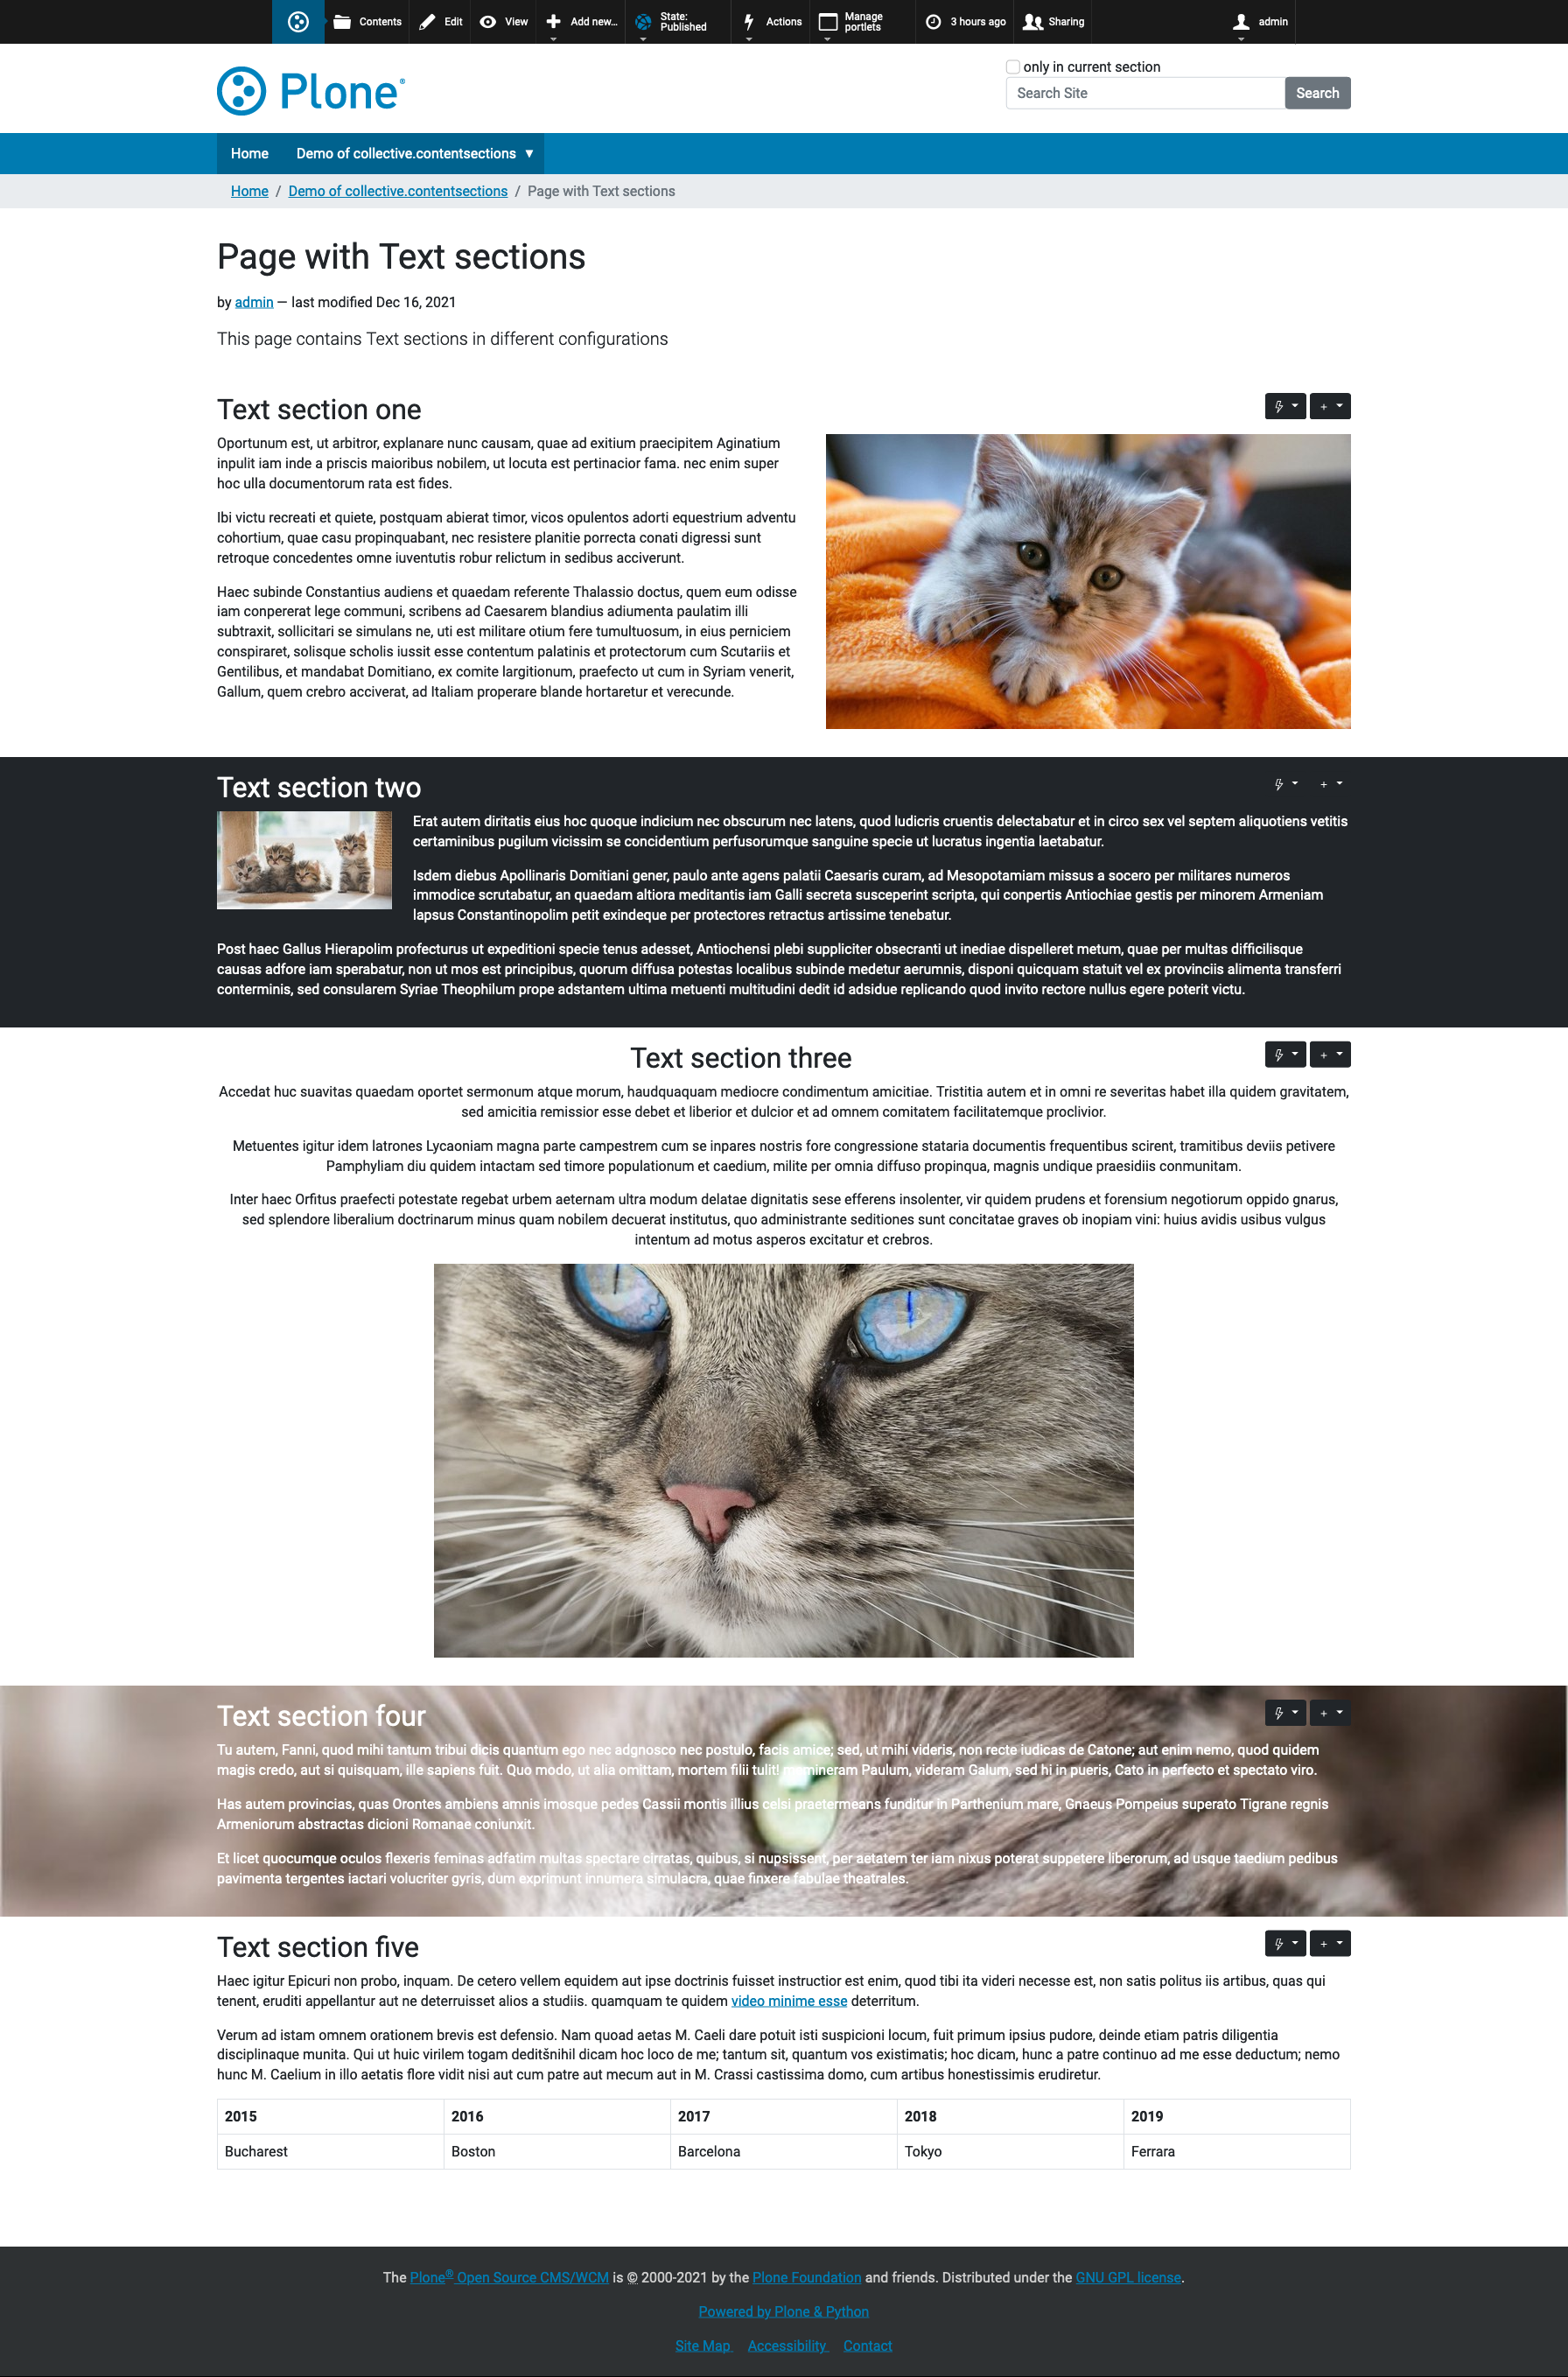 Contents
Edit
View
Add new...
State:
Published
Actions
Manage
portlets
3 hours ago
Sharing
admin
Plone®
only in current section
Search Site
Search
Home
Demo of collective.contentsections ▼
Home / Demo of collective.contentsections / Page with Text sections
Page with Text sections
by admin — last modified Dec 16, 2021
This page contains Text sections in different configurations
Text section one
Oportunum est, ut arbitror, explanare nunc causam, quae ad exitium praecipitem Aginatium
inpulit iam inde a priscis maioribus nobilem, ut locuta est pertinacior fama. nec enim super
hoc ulla documentorum rata est fides.
Ibi victu recreati et quiete, postquam abierat timor, vicos opulentos adorti equestrium adventu
cohortium, quae casu propinquabant, nec resistere planitie porrecta conati digressi sunt
retroque concedentes omne iuventutis robur relictum in sedibus acciverunt.
Haec subinde Constantius audiens et quaedam referente Thalassio doctus, quem eum odisse
iam conpererat lege communi, scribens ad Caesarem blandius adiumenta paulatim illi
subtraxit, sollicitari se simulans ne, uti est militare otium fere tumultuosum, in eius perniciem
conspiraret, solisque scholis iussit esse contentum palatinis et protectorum cum Scutariis et
Gentilibus, et mandabat Domitiano, ex comite largitionum, praefecto ut cum in Syriam venerit,
Gallum, quem crebro acciverat, ad Italiam properare blande hortaretur et verecunde.
Text section two
Erat autem diritatis eius hoc quoque indicium nec obscurum nec latens, quod ludicris cruentis delectabatur et in circo sex vel septem aliquotiens vetitis
certaminibus pugilum vicissim se concidentium perfusorumque sanguine specie ut lucratus ingentia laetabatur.
Isdem diebus Apollinaris Domitiani gener, paulo ante agens palatii Caesaris curam, ad Mesopotamiam missus a socero per militares numeros
immodice scrutabatur, an quaedam altiora meditantis iam Galli secreta susceperint scripta, qui conpertis Antiochiae gestis per minorem Armeniam
lapsus Constantinopolim petit exindeque per protectores retractus artissime tenebatur.
Post haec Gallus Hierapolim profecturus ut expeditioni specie tenus adesset, Antiochensi plebi suppliciter obsecranti ut inediae dispelleret metum, quae per multas difficilisque
causas adfore iam sperabatur, non ut mos est principibus, quorum diffusa potestas localibus subinde medetur aerumnis, disponi quicquam statuit vel ex provinciis alimenta transferri
conterminis, sed consularem Syriae Theophilum prope adstantem ultima metuenti multitudini dedit id adsidue replicando quod invito rectore nullus egere poterit victu.
Text section three
Accedat huc suavitas quaedam oportet sermonum atque morum, haudquaquam mediocre condimentum amicitiae. Tristitia autem et in omni re severitas habet illa quidem gravitatem,
sed amicitia remissior esse debet et liberior et dulcior et ad omnem comitatem facilitatemque proclivior.
Metuentes igitur idem latrones Lycaoniam magna parte campestrem cum se inpares nostris fore congressione stataria documentis frequentibus scirent, tramitibus deviis petivere
Pamphyliam diu quidem intactam sed timore populationum et caedium, milite per omnia diffuso propinqua, magnis undique praesidiis conmunitam.
Inter haec Orfitus praefecti potestate regebat urbem aeternam ultra modum delatae dignitatis sese efferens insolenter, vir quidem prudens et forensium negotiorum oppido gnarus,
sed splendore liberalium doctrinarum minus quam nobilem decuerat institutus, quo administrante seditiones sunt concitatae graves ob inopiam vini: huius avidis usibus vulgus
intentum ad motus asperos excitatur et crebros.
Text section four
Tu autem, Fanni, quod mihi tantum tribui dicis quantum ego nec adgnosco nec postulo, facis amice; sed, ut mihi videris, non recte iudicas de Catone; aut enim nemo, quod quidem
magis credo, aut si quisquam, ille sapiens fuit. Quo modo, ut alia omittam, mortem filii tulit! memineram Paulum, videram Galum, sed hi in pueris, Cato in perfecto et spectato viro.
Has autem provincias, quas Orontes ambiens amnis imosque pedes Cassii montis illius celsi praetermeans funditur in Parthenium mare, Gnaeus Pompeius superato Tigrane regnis
Armeniorum abstractas dicioni Romanae coniunxit.
Et licet quocumque oculos flexeris feminas adfatim multas spectare cirratas, quibus, si nupsissent, per aetatem ter iam nixus poterat suppetere liberorum, ad usque taedium pedibus
pavimenta tergentes iactari volucriter gyris, dum exprimunt innumera simulacra, quae finxere fabulae theatrales.
Text section five
Haec igitur Epicuri non probo, inquam. De cetero vellem equidem aut ipse doctrinis fuisset instructior est enim, quod tibi ita videri necesse est, non satis politus iis artibus, quas qui
tenent, eruditi appellantur aut ne deterruisset alios a studiis. quamquam te quidem video minime esse deterritum.
Verum ad istam omnem orationem brevis est defensio. Nam quoad aetas M. Caeli dare potuit isti suspicioni locum, fuit primum ipsius pudore, deinde etiam patris diligentia
disciplinaque munita. Qui ut huic virilem togam deditšnihil dicam hoc loco de me; tantum sit, quantum vos existimatis; hoc dicam, hunc a patre continuo ad me esse deductum; nemo
hunc M. Caelium in illo aetatis flore vidit nisi aut cum patre aut mecum aut in M. Crassi castissima domo, cum artibus honestissimis erudiretur.
2015 2016 2017 2018 2019
Bucharest Boston Barcelona Tokyo Ferrara
The Plone® Open Source CMS/WCM is © 2000-2021 by the Plone Foundation and friends. Distributed under the GNU GPL license.
Powered by Plone & Python
Site Map Accessibility Contact